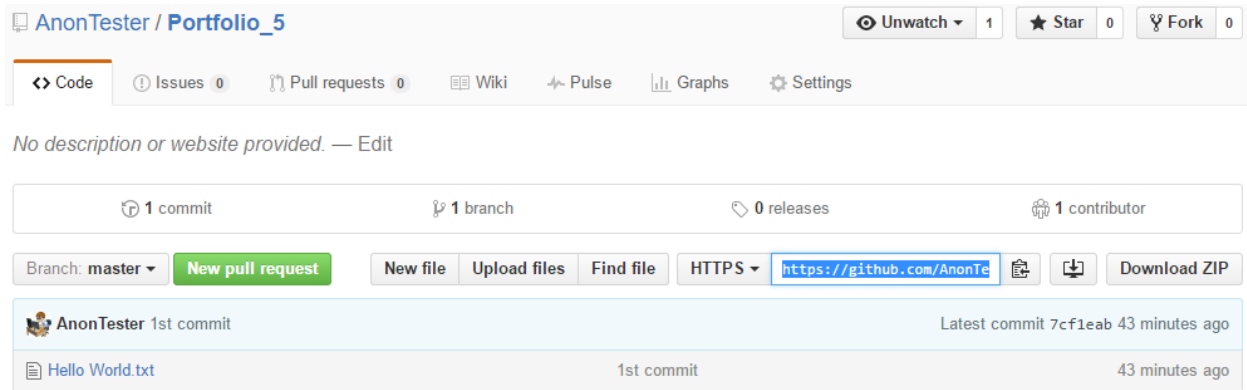 AnonTester / Portfolio_5 Unwatch 1 Star 0 Fork 0
Code Issues 0 Pull requests 0 Wiki Pulse Graphs Settings
No description or website provided. — Edit
1 commit 1 branch 0 releases 1 contributor
Branch: master New pull request New file Upload files Find file HTTPS https://github.com/AnonTe Download ZIP
AnonTester 1st commit Latest commit 7cf1eab 43 minutes ago
Hello World.txt 1st commit 43 minutes ago